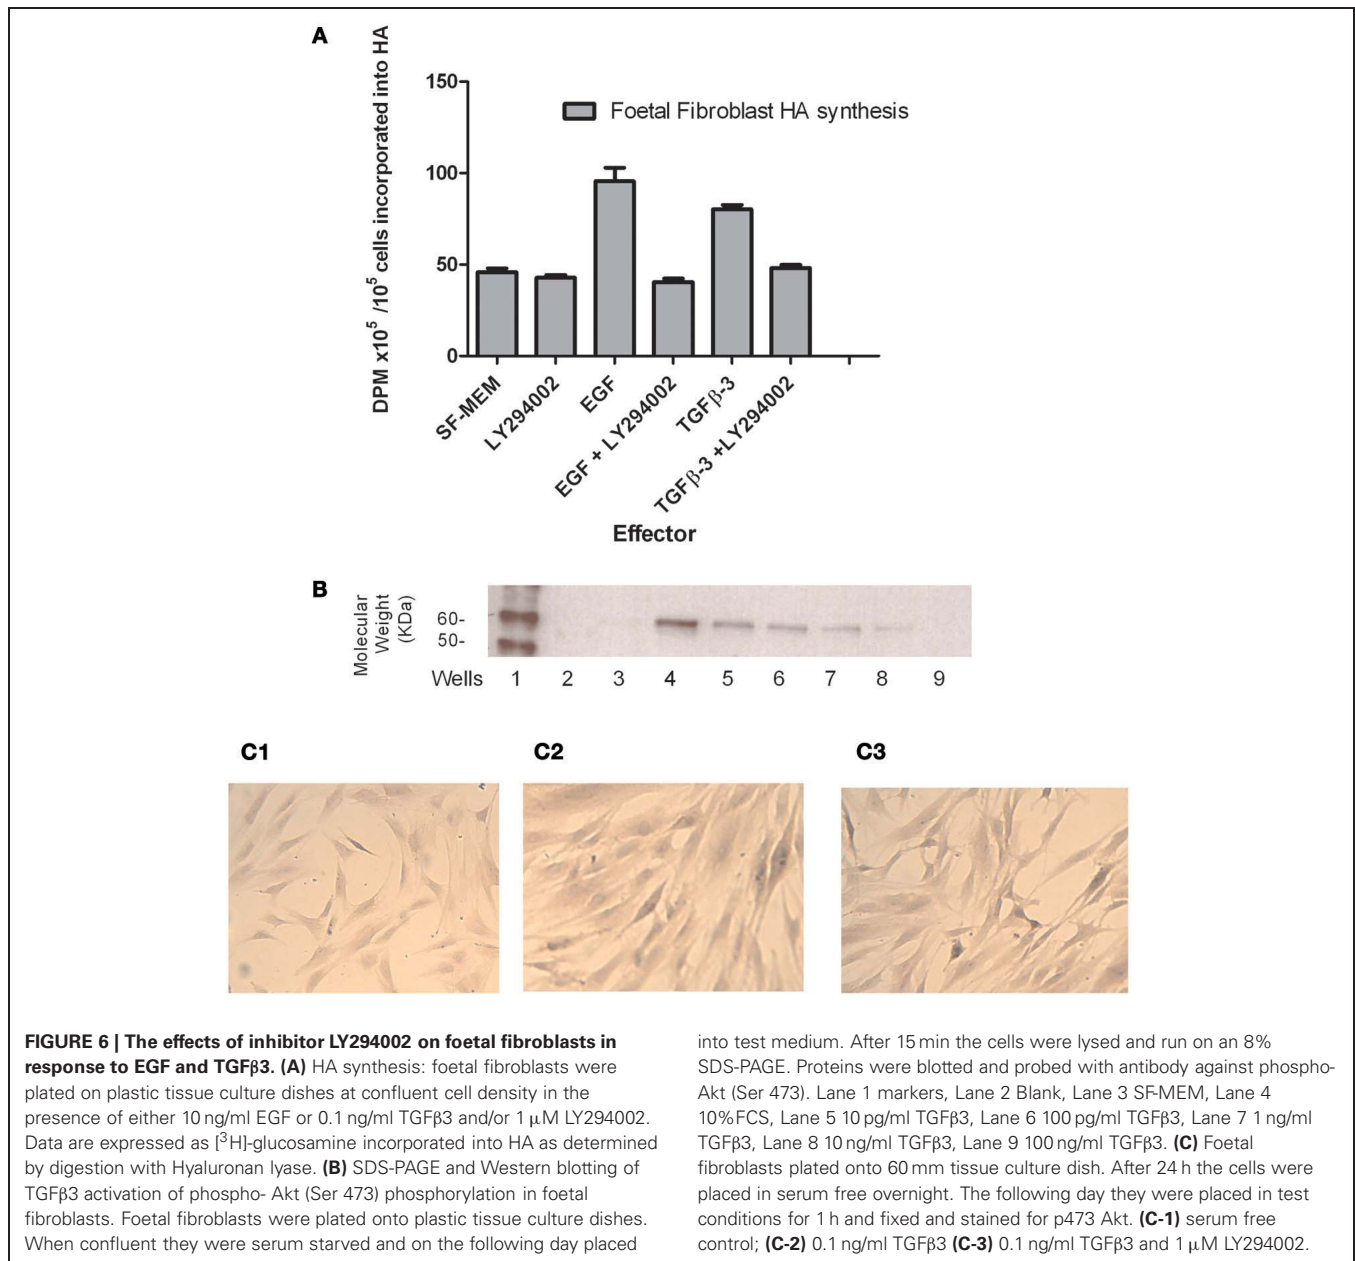 A
DPM x10⁵ /10⁵ cells incorporated into HA
150
Foetal Fibroblast HA synthesis
100
50
0
SF-MEM
LY294002
EGF
EGF + LY294002
TGFβ-3
TGFβ-3 +LY294002
Effector
B
Molecular
Weight
(KDa)
60-
50-
Wells 1 2 3 4 5 6 7 8 9
C1 C2 C3
FIGURE 6 | The effects of inhibitor LY294002 on foetal fibroblasts in
response to EGF and TGFβ3. (A) HA synthesis: foetal fibroblasts were
plated on plastic tissue culture dishes at confluent cell density in the
presence of either 10 ng/ml EGF or 0.1 ng/ml TGFβ3 and/or 1 μM LY294002.
Data are expressed as [³H]-glucosamine incorporated into HA as determined
by digestion with Hyaluronan lyase. (B) SDS-PAGE and Western blotting of
TGFβ3 activation of phospho- Akt (Ser 473) phosphorylation in foetal
fibroblasts. Foetal fibroblasts were plated onto plastic tissue culture dishes.
When confluent they were serum starved and on the following day placed
into test medium. After 15 min the cells were lysed and run on an 8%
SDS-PAGE. Proteins were blotted and probed with antibody against phospho-
Akt (Ser 473). Lane 1 markers, Lane 2 Blank, Lane 3 SF-MEM, Lane 4
10%FCS, Lane 5 10 pg/ml TGFβ3, Lane 6 100 pg/ml TGFβ3, Lane 7 1 ng/ml
TGFβ3, Lane 8 10 ng/ml TGFβ3, Lane 9 100 ng/ml TGFβ3. (C) Foetal
fibroblasts plated onto 60 mm tissue culture dish. After 24 h the cells were
placed in serum free overnight. The following day they were placed in test
conditions for 1 h and fixed and stained for p473 Akt. (C-1) serum free
control; (C-2) 0.1 ng/ml TGFβ3 (C-3) 0.1 ng/ml TGFβ3 and 1 μM LY294002.